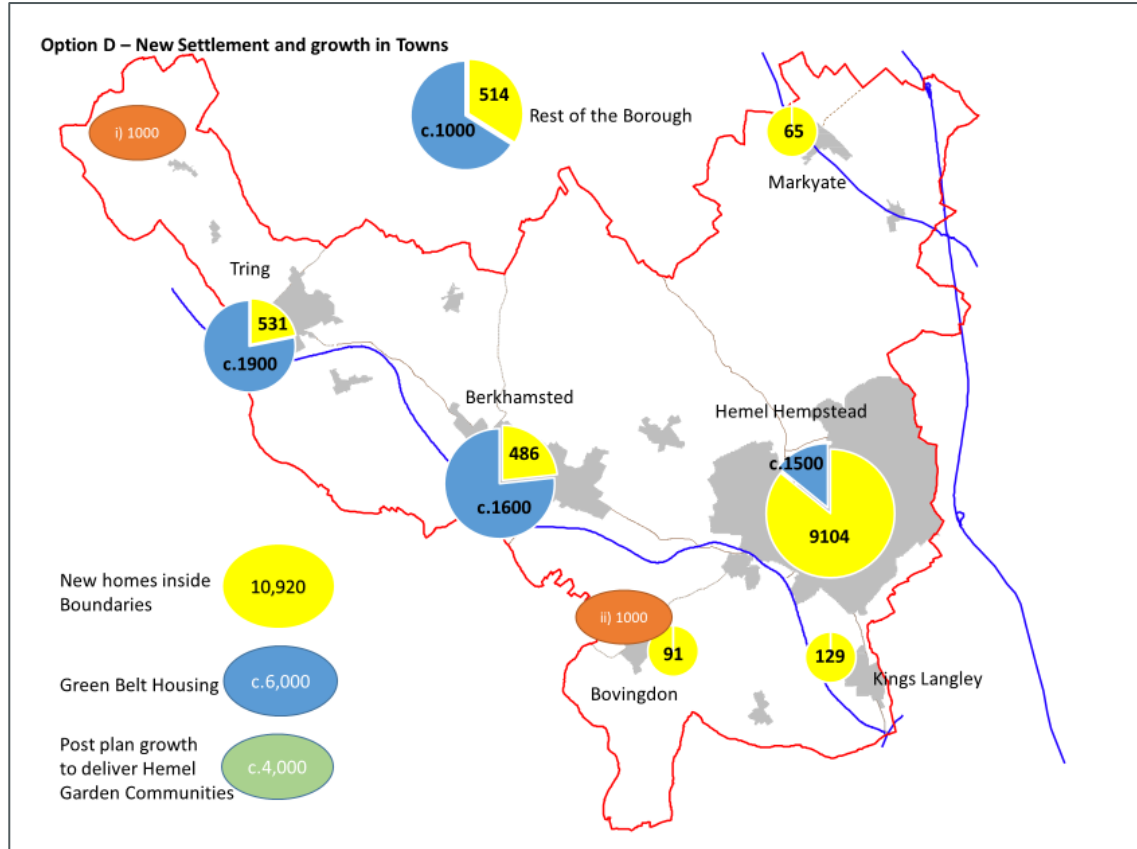 Option D – New Settlement and growth in Towns
i) 1000
514
c.1000
Rest of the Borough
65
Markyate
Tring
531
c.1900
Berkhamsted
486
c.1600
Hemel Hempstead
c.1500
9104
New homes inside
Boundaries
10,920
ii) 1000
91
Bovingdon
129
Kings Langley
Green Belt Housing
c.6,000
Post plan growth
to deliver Hemel
Garden Communities
c.4,000